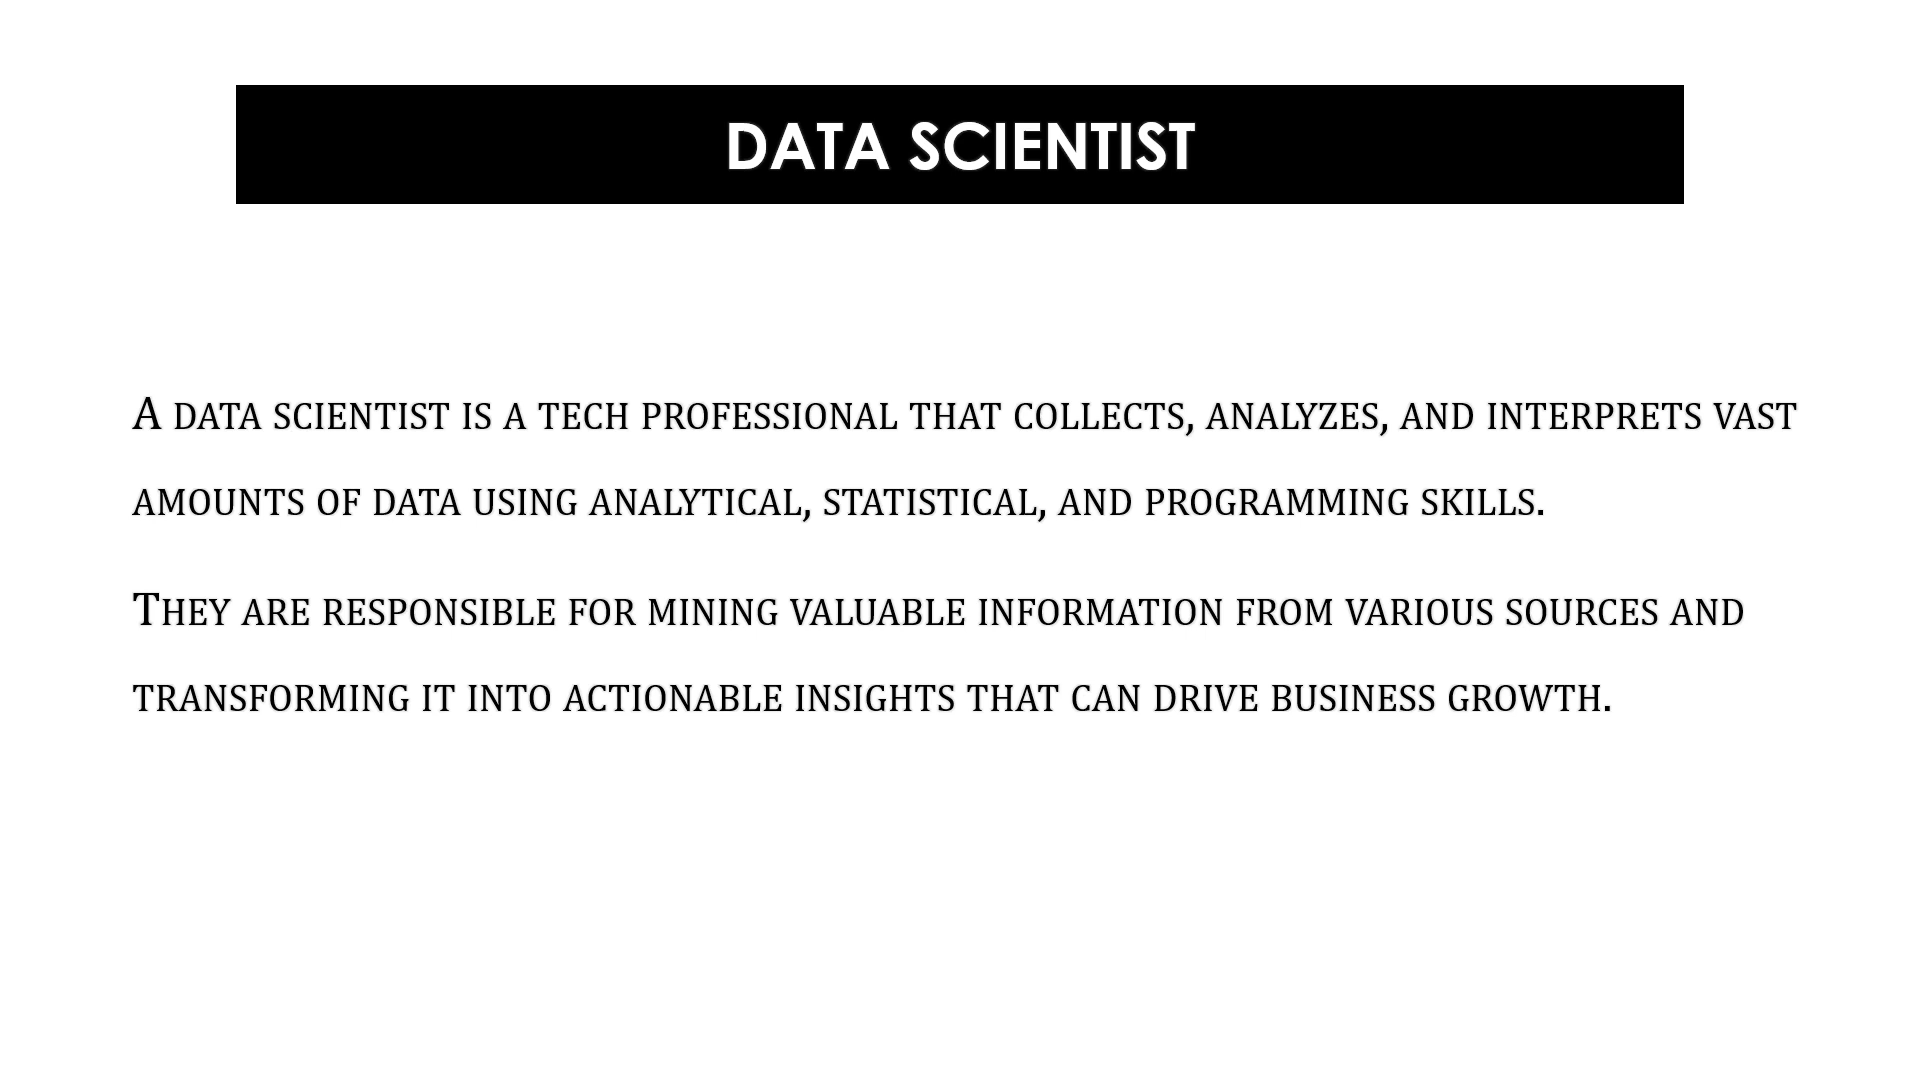 DATA SCIENTIST
A DATA SCIENTIST IS A TECH PROFESSIONAL THAT COLLECTS, ANALYZES, AND INTERPRETS VAST
AMOUNTS OF DATA USING ANALYTICAL, STATISTICAL, AND PROGRAMMING SKILLS.
THEY ARE RESPONSIBLE FOR MINING VALUABLE INFORMATION FROM VARIOUS SOURCES AND
TRANSFORMING IT INTO ACTIONABLE INSIGHTS THAT CAN DRIVE BUSINESS GROWTH.